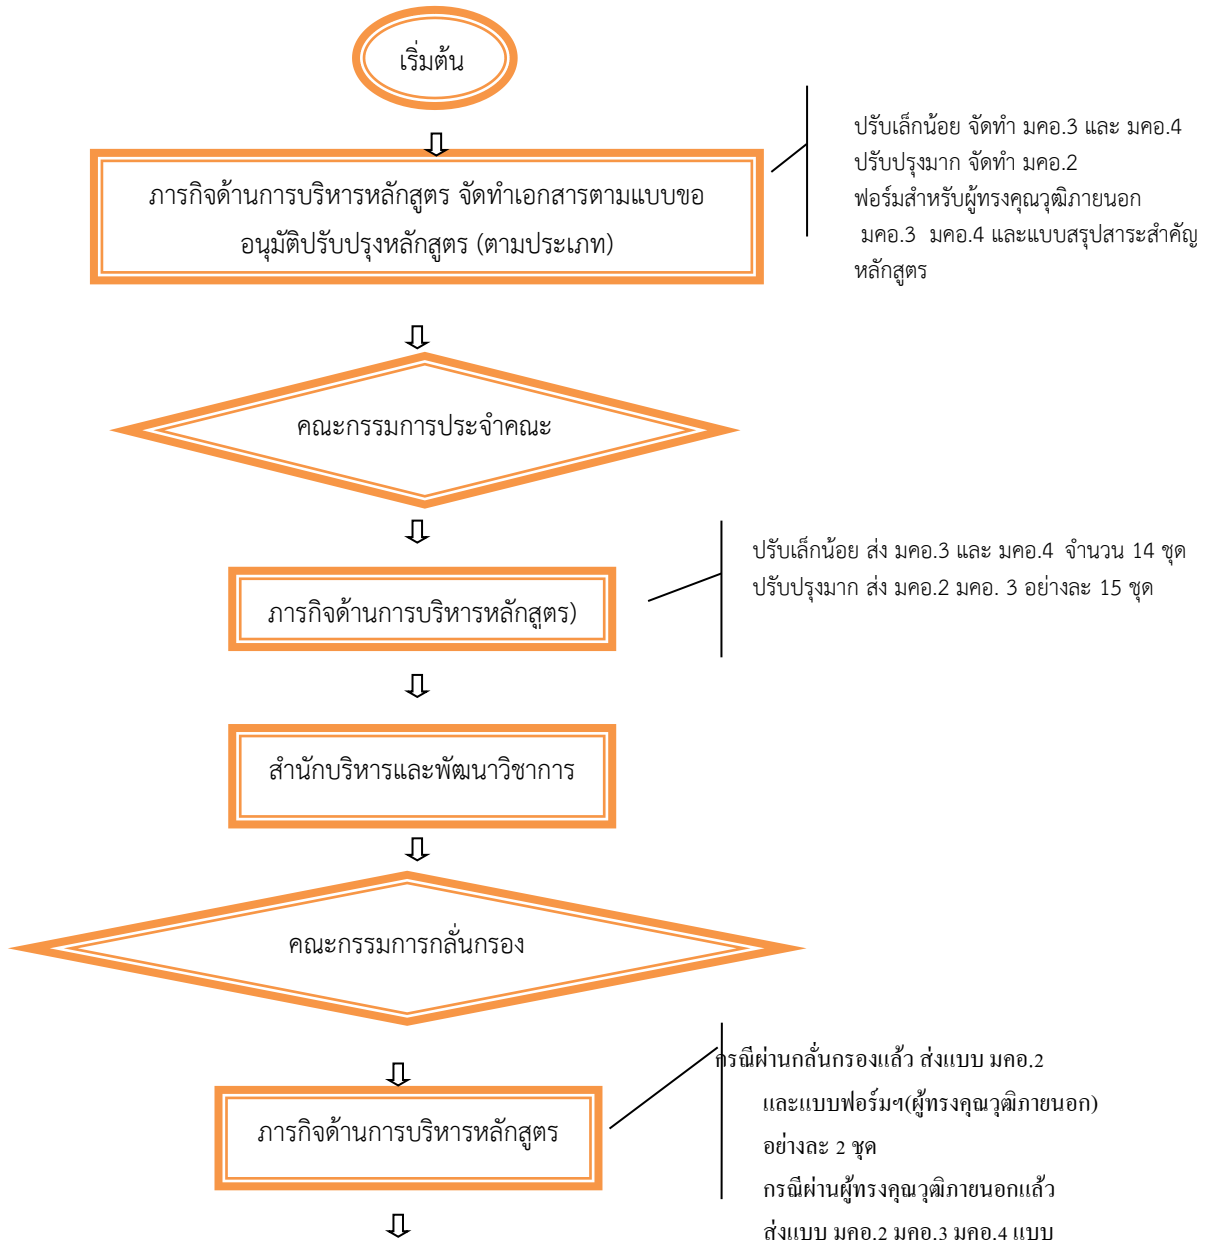 เริ่มต้น
ปรับเล็กน้อย จัดทำ มคอ.3 และ มคอ.4
ปรับปรุงมาก จัดทำ มคอ.2
ฟอร์มสำหรับผู้ทรงคุณวุฒิภายนอก
มคอ.3 มคอ.4 และแบบสรุปสาระสำคัญ
หลักสูตร
ภารกิจด้านการบริหารหลักสูตร จัดทำเอกสารตามแบบขอ
อนุมัติปรับปรุงหลักสูตร (ตามประเภท)
คณะกรรมการประจำคณะ
ปรับเล็กน้อย ส่ง มคอ.3 และ มคอ.4 จำนวน 14 ชุด
ปรับปรุงมาก ส่ง มคอ.2 มคอ. 3 อย่างละ 15 ชุด
ภารกิจด้านการบริหารหลักสูตร)
สำนักบริหารและพัฒนาวิชาการ
คณะกรรมการกลั่นกรอง
กรณีผ่านกลั่นกรองแล้ว ส่งแบบ มคอ.2
และแบบฟอร์มฯ(ผู้ทรงคุณวุฒิภายนอก)
อย่างละ 2 ชุด
กรณีผ่านผู้ทรงคุณวุฒิภายนอกแล้ว
ส่งแบบ มคอ.2 มคอ.3 มคอ.4 แบบ
ภารกิจด้านการบริหารหลักสูตร